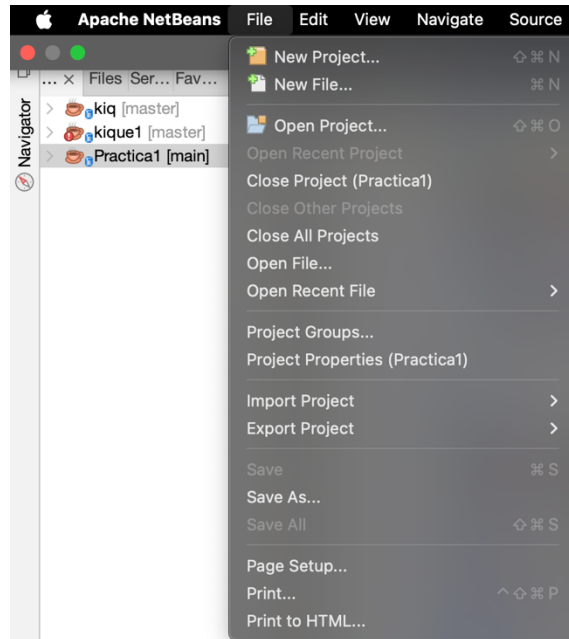 Apache NetBeans File Edit View Navigate Source
... × Files Ser... Fav...
Navigator
kiq [master]
kique1 [master]
Practica1 [main]
New Project... ⇧⌘N
New File... ⌘N
Open Project... ⇧⌘O
Open Recent Project >
Close Project (Practica1)
Close Other Projects
Close All Projects
Open File...
Open Recent File >
Project Groups...
Project Properties (Practica1)
Import Project >
Export Project >
Save ⌘S
Save As...
Save All ⇧⌘S
Page Setup...
Print... ^⇧⌘P
Print to HTML...